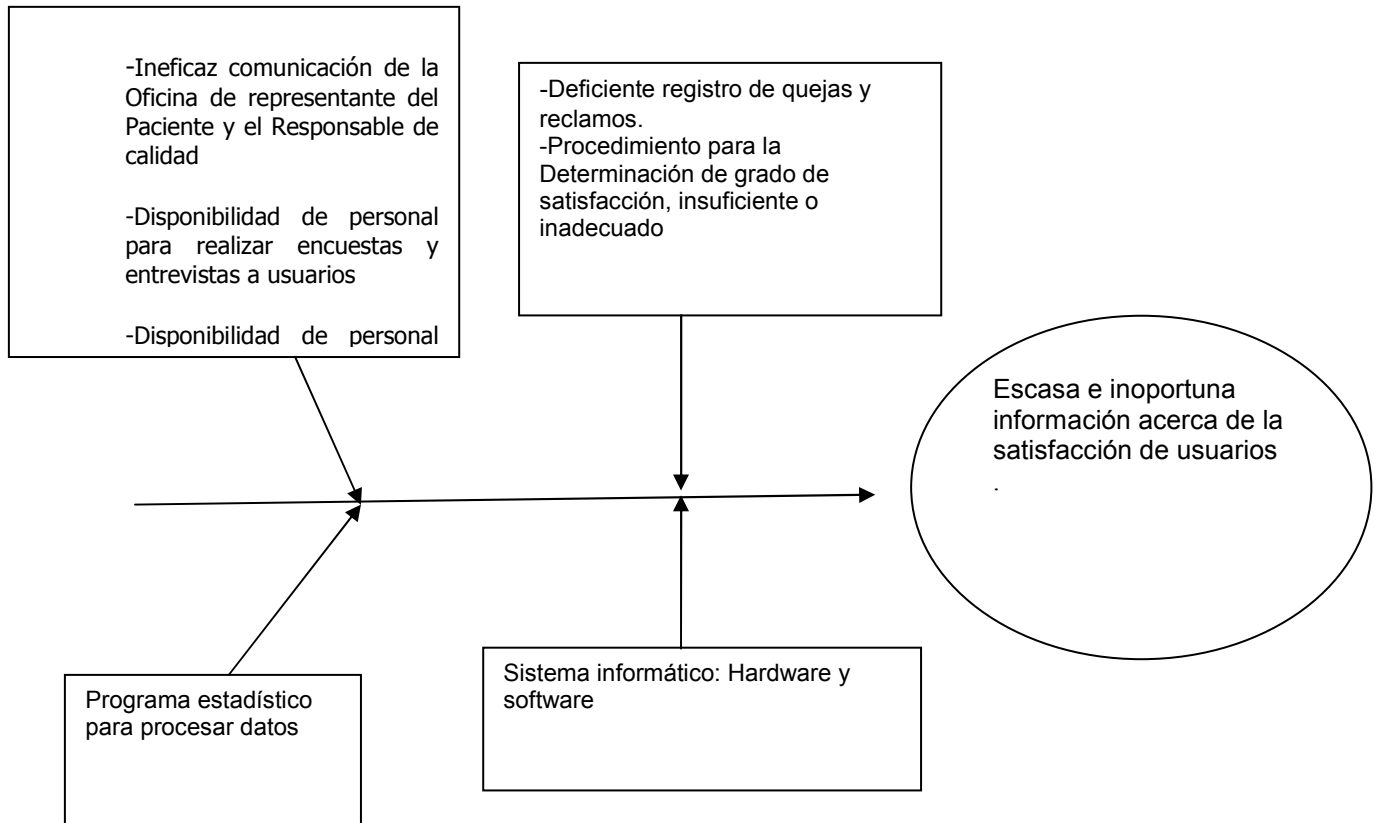 -Ineficaz comunicación de la
Oficina de representante del
Paciente y el Responsable de
calidad
-Disponibilidad de personal
para realizar encuestas y
entrevistas a usuarios
-Disponibilidad de personal
-Deficiente registro de quejas y
reclamos.
-Procedimiento para la
Determinación de grado de
satisfacción, insuficiente o
inadecuado
Escasa e inoportuna
información acerca de la
satisfacción de usuarios
.
Programa estadístico
para procesar datos
Sistema informático: Hardware y
software